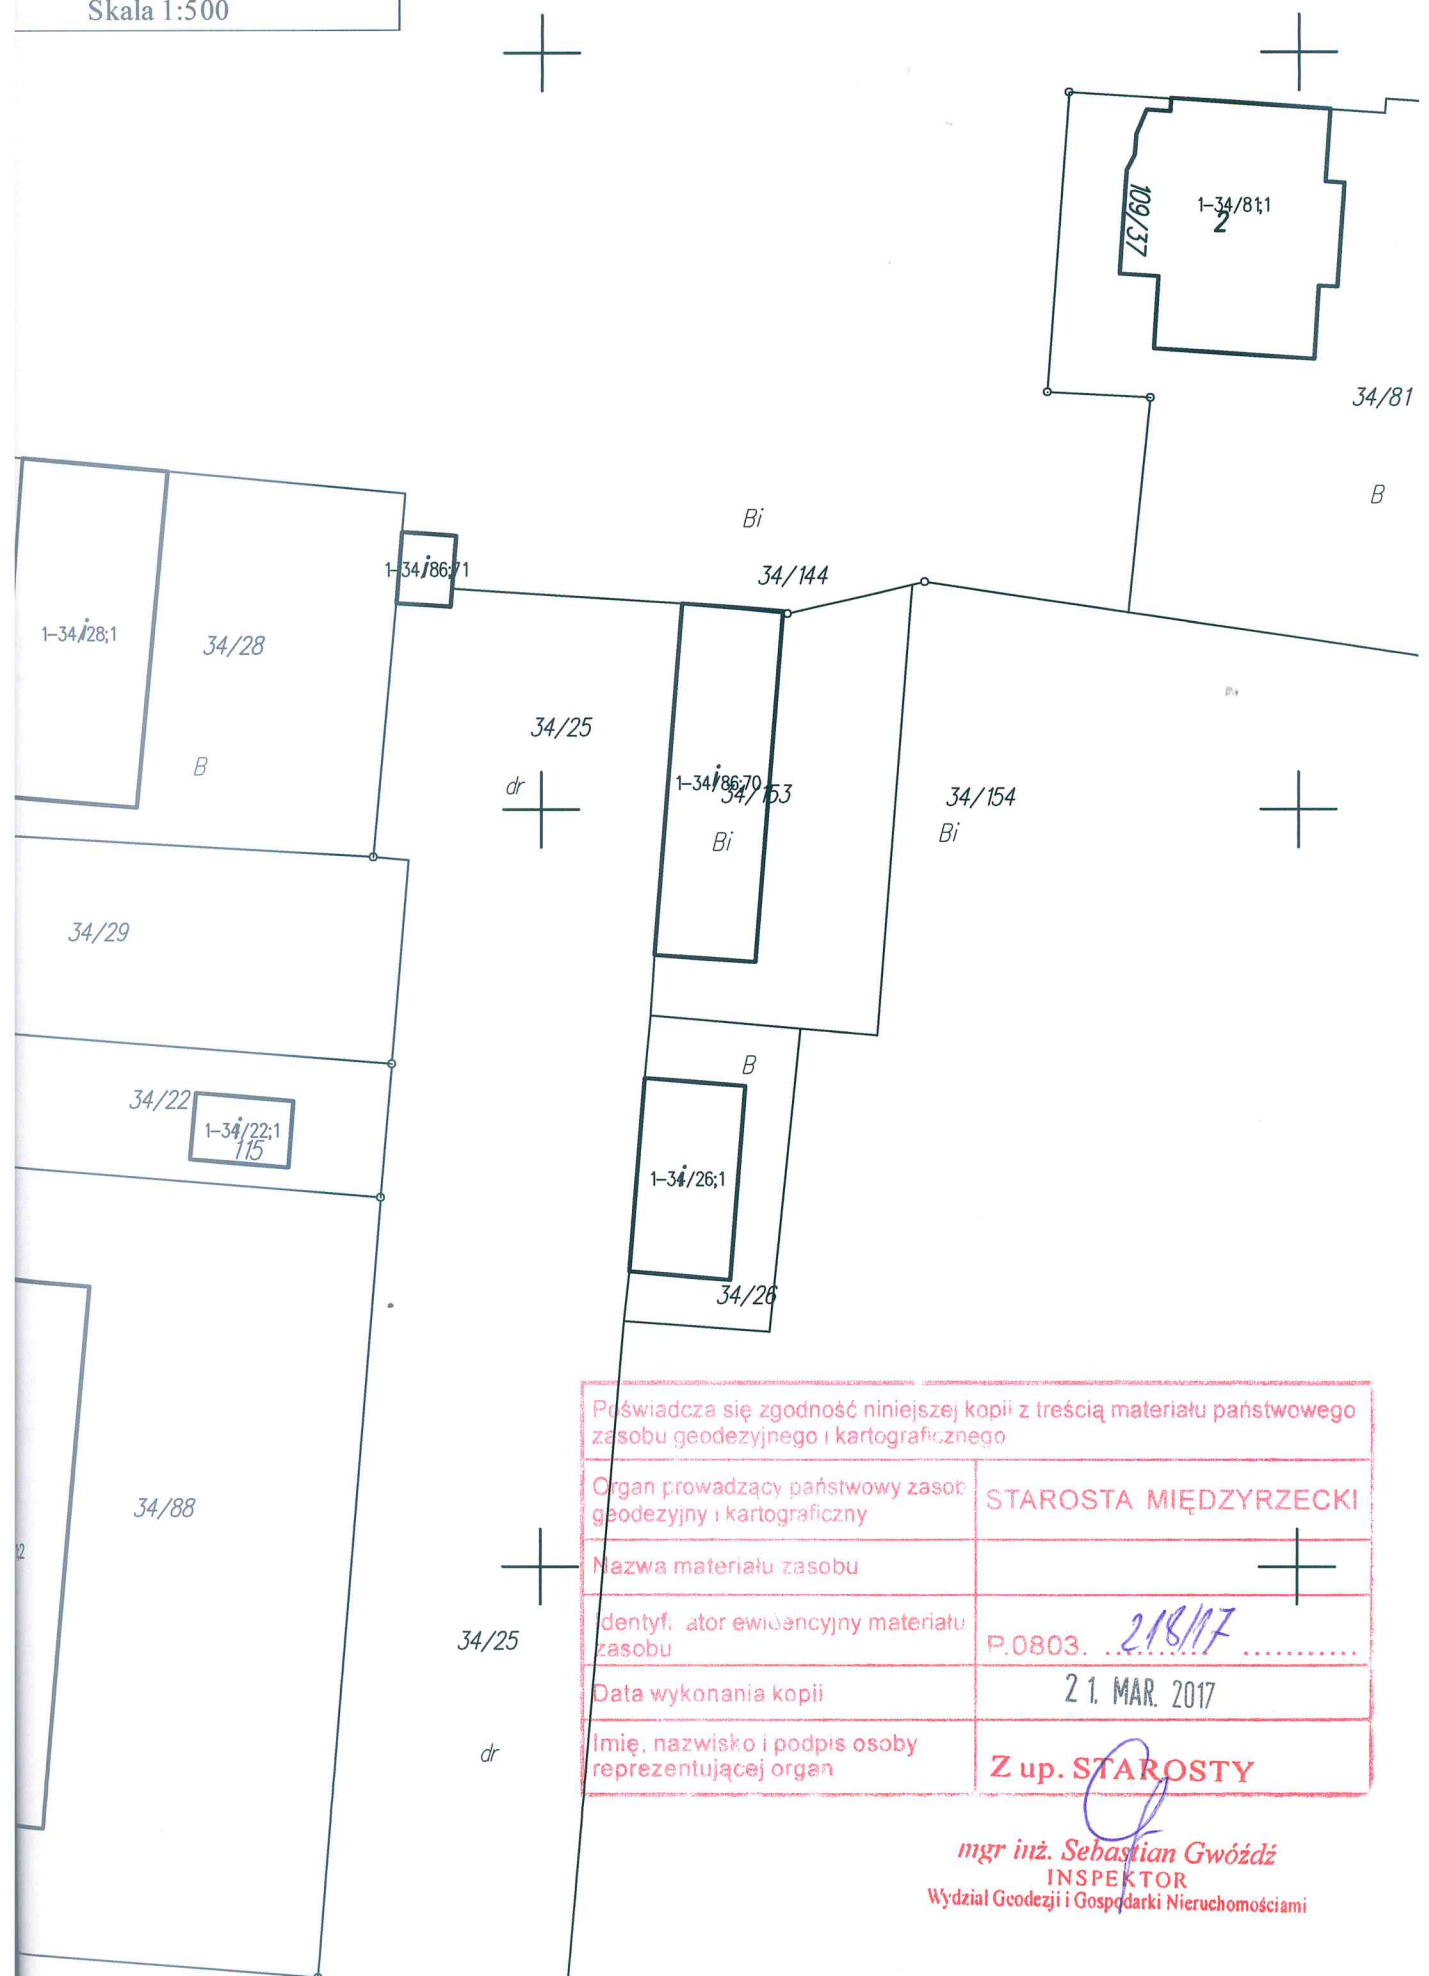 Skala 1:500
109/37
1-34/81;1
2
34/81
B
Bi
34/144
1-34/86;71
i
1-34/28;1
i
34/28
B
34/25
dr
1-34/86;70
i
34/153
Bi
34/154
Bi
34/29
B
34/22
1-34/22;1
i
115
1-34/26;1
i
34/26
34/88
34/25
dr
Poświadcza się zgodność niniejszej kopii z treścią materiału państwowego
zasobu geodezyjnego i kartograficznego
Organ prowadzący państwowy zasób
geodezyjny i kartograficzny
STAROSTA MIĘDZYRZECKI
Nazwa materiału zasobu
Identyfikator ewidencyjny materiału
zasobu
P.0803. 218/17
Data wykonania kopii
21. MAR. 2017
Imię, nazwisko i podpis osoby
reprezentującej organ
Z up. STAROSTY
mgr inż. Sebastian Gwóźdź
INSPEKTOR
Wydział Geodezji i Gospodarki Nieruchomościami